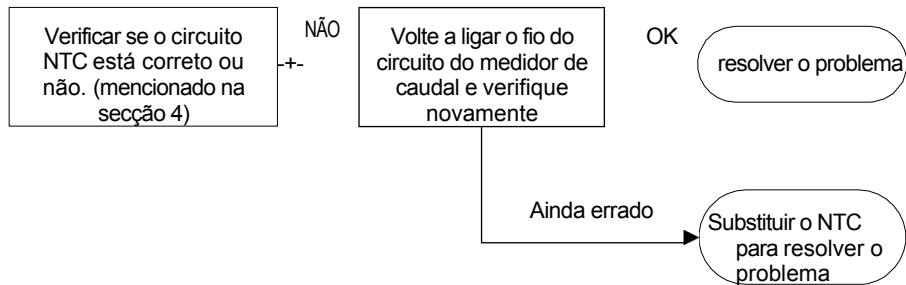 Verificar se o circuito
NTC está correto ou
não. (mencionado na
secção 4)
-+-
NÃO
Volte a ligar o fio do
circuito do medidor de
caudal e verifique
novamente
OK
resolver o problema
Ainda errado
Substituir o NTC
para resolver o
problema